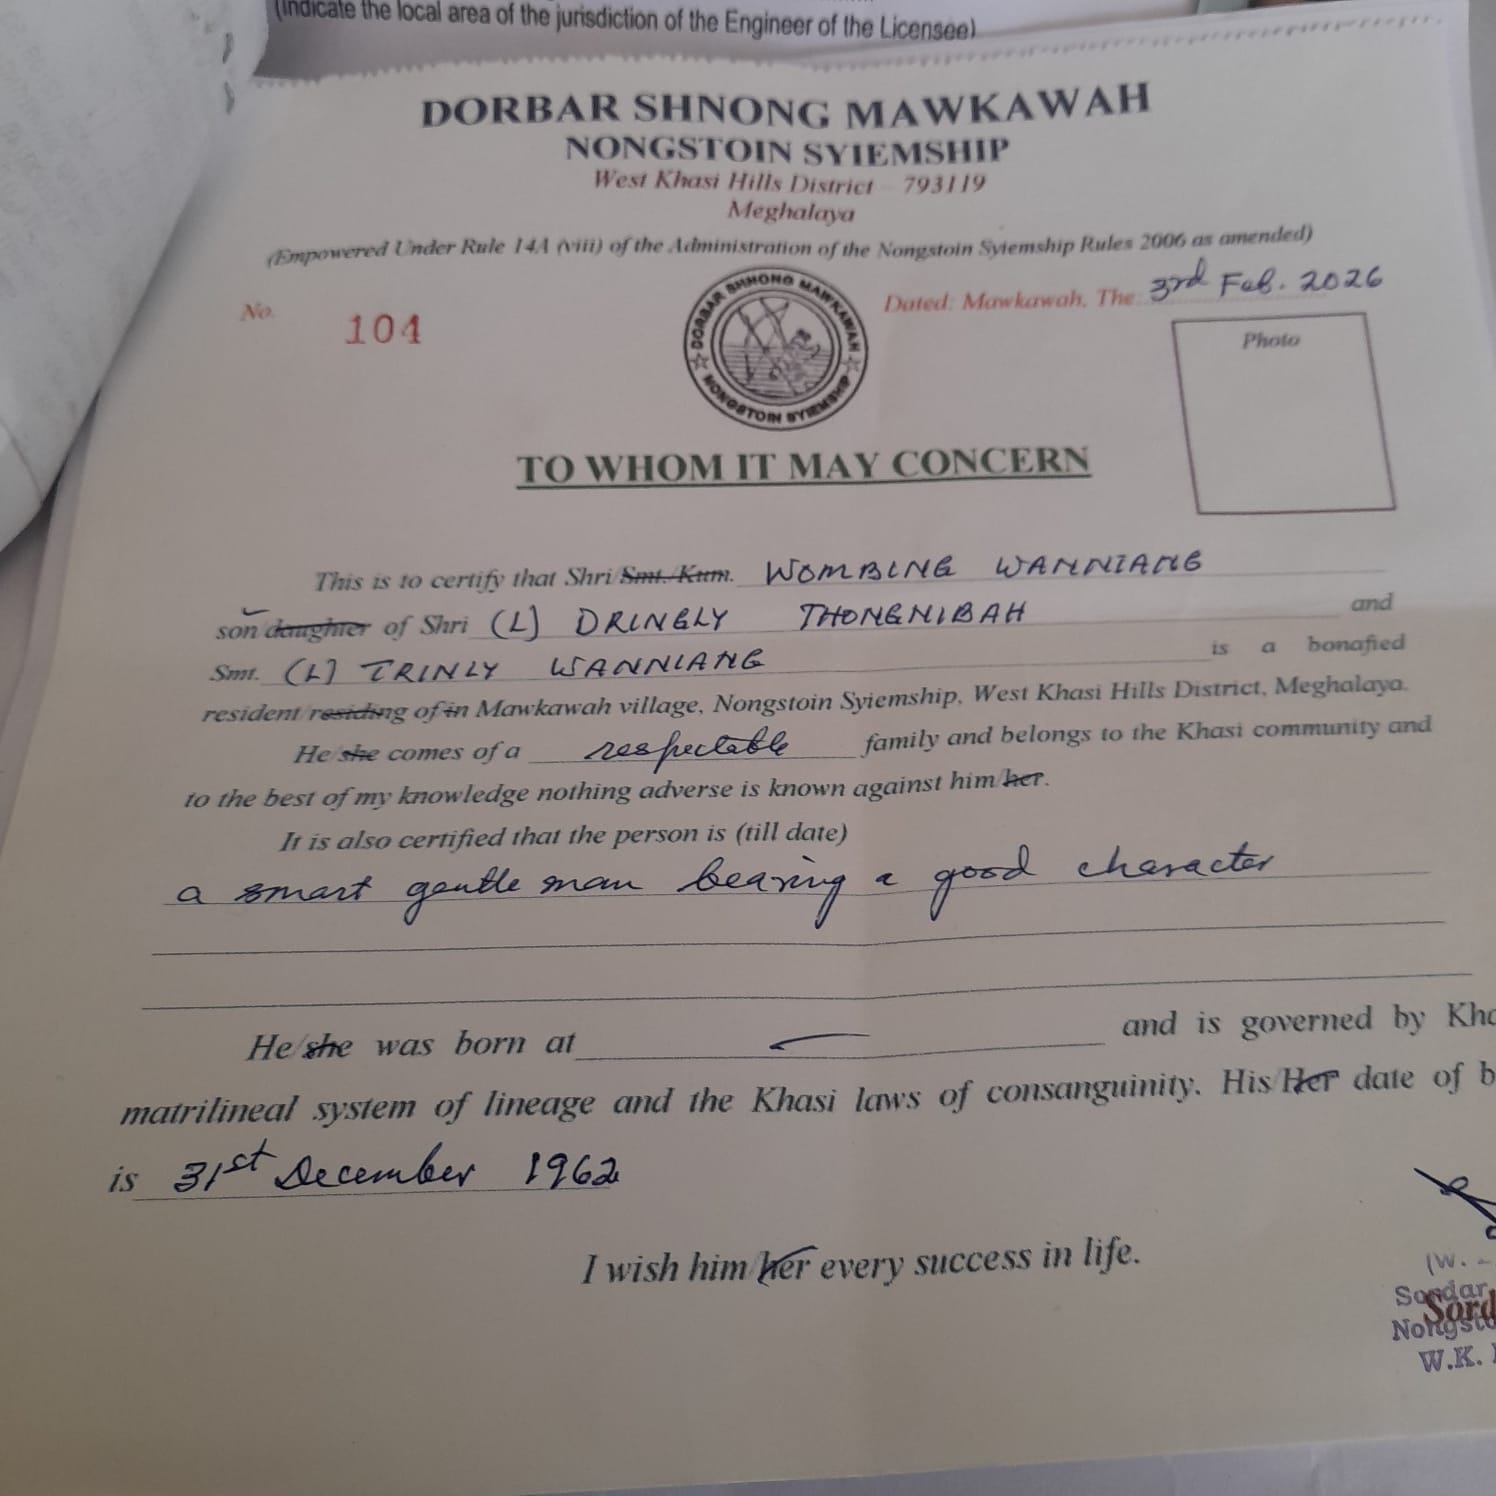 (Indicate the local area of the jurisdiction of the Engineer of the Licensee)
DORBAR SHNONG MAWKAWAH
NONGSTOIN SYIEMSHIP
West Khasi Hills District - 793119
Meghalaya
(Empowered Under Rule 14A (viii) of the Administration of the Nongstoin Syiemship Rules 2006 as amended)
No. 104
DORBAR SHNONG MAWKAWAH
NONGSTOIN SYIEMSHIP
Dated: Mawkawah, The: 3rd Feb. 2026
Photo
TO WHOM IT MAY CONCERN
This is to certify that Shri/Smt./Kum. WOMBING WANNIANG
son/daughter of Shri (L) DRINGLY THONGNIBAH and
Smt. (L) TRINLY WANNIANG is a bonafied
resident/residing of/in Mawkawah village, Nongstoin Syiemship, West Khasi Hills District, Meghalaya.
He/she comes of a respectable family and belongs to the Khasi community and
to the best of my knowledge nothing adverse is known against him/her.
It is also certified that the person is (till date)
a smart gentle man bearing a good character
He/she was born at and is governed by Kha
matrilineal system of lineage and the Khasi laws of consanguinity. His/Her date of b
is 31st December 1962
I wish him/her every success in life.
(W.
Sordar
Sord
Nongsto
W.K.